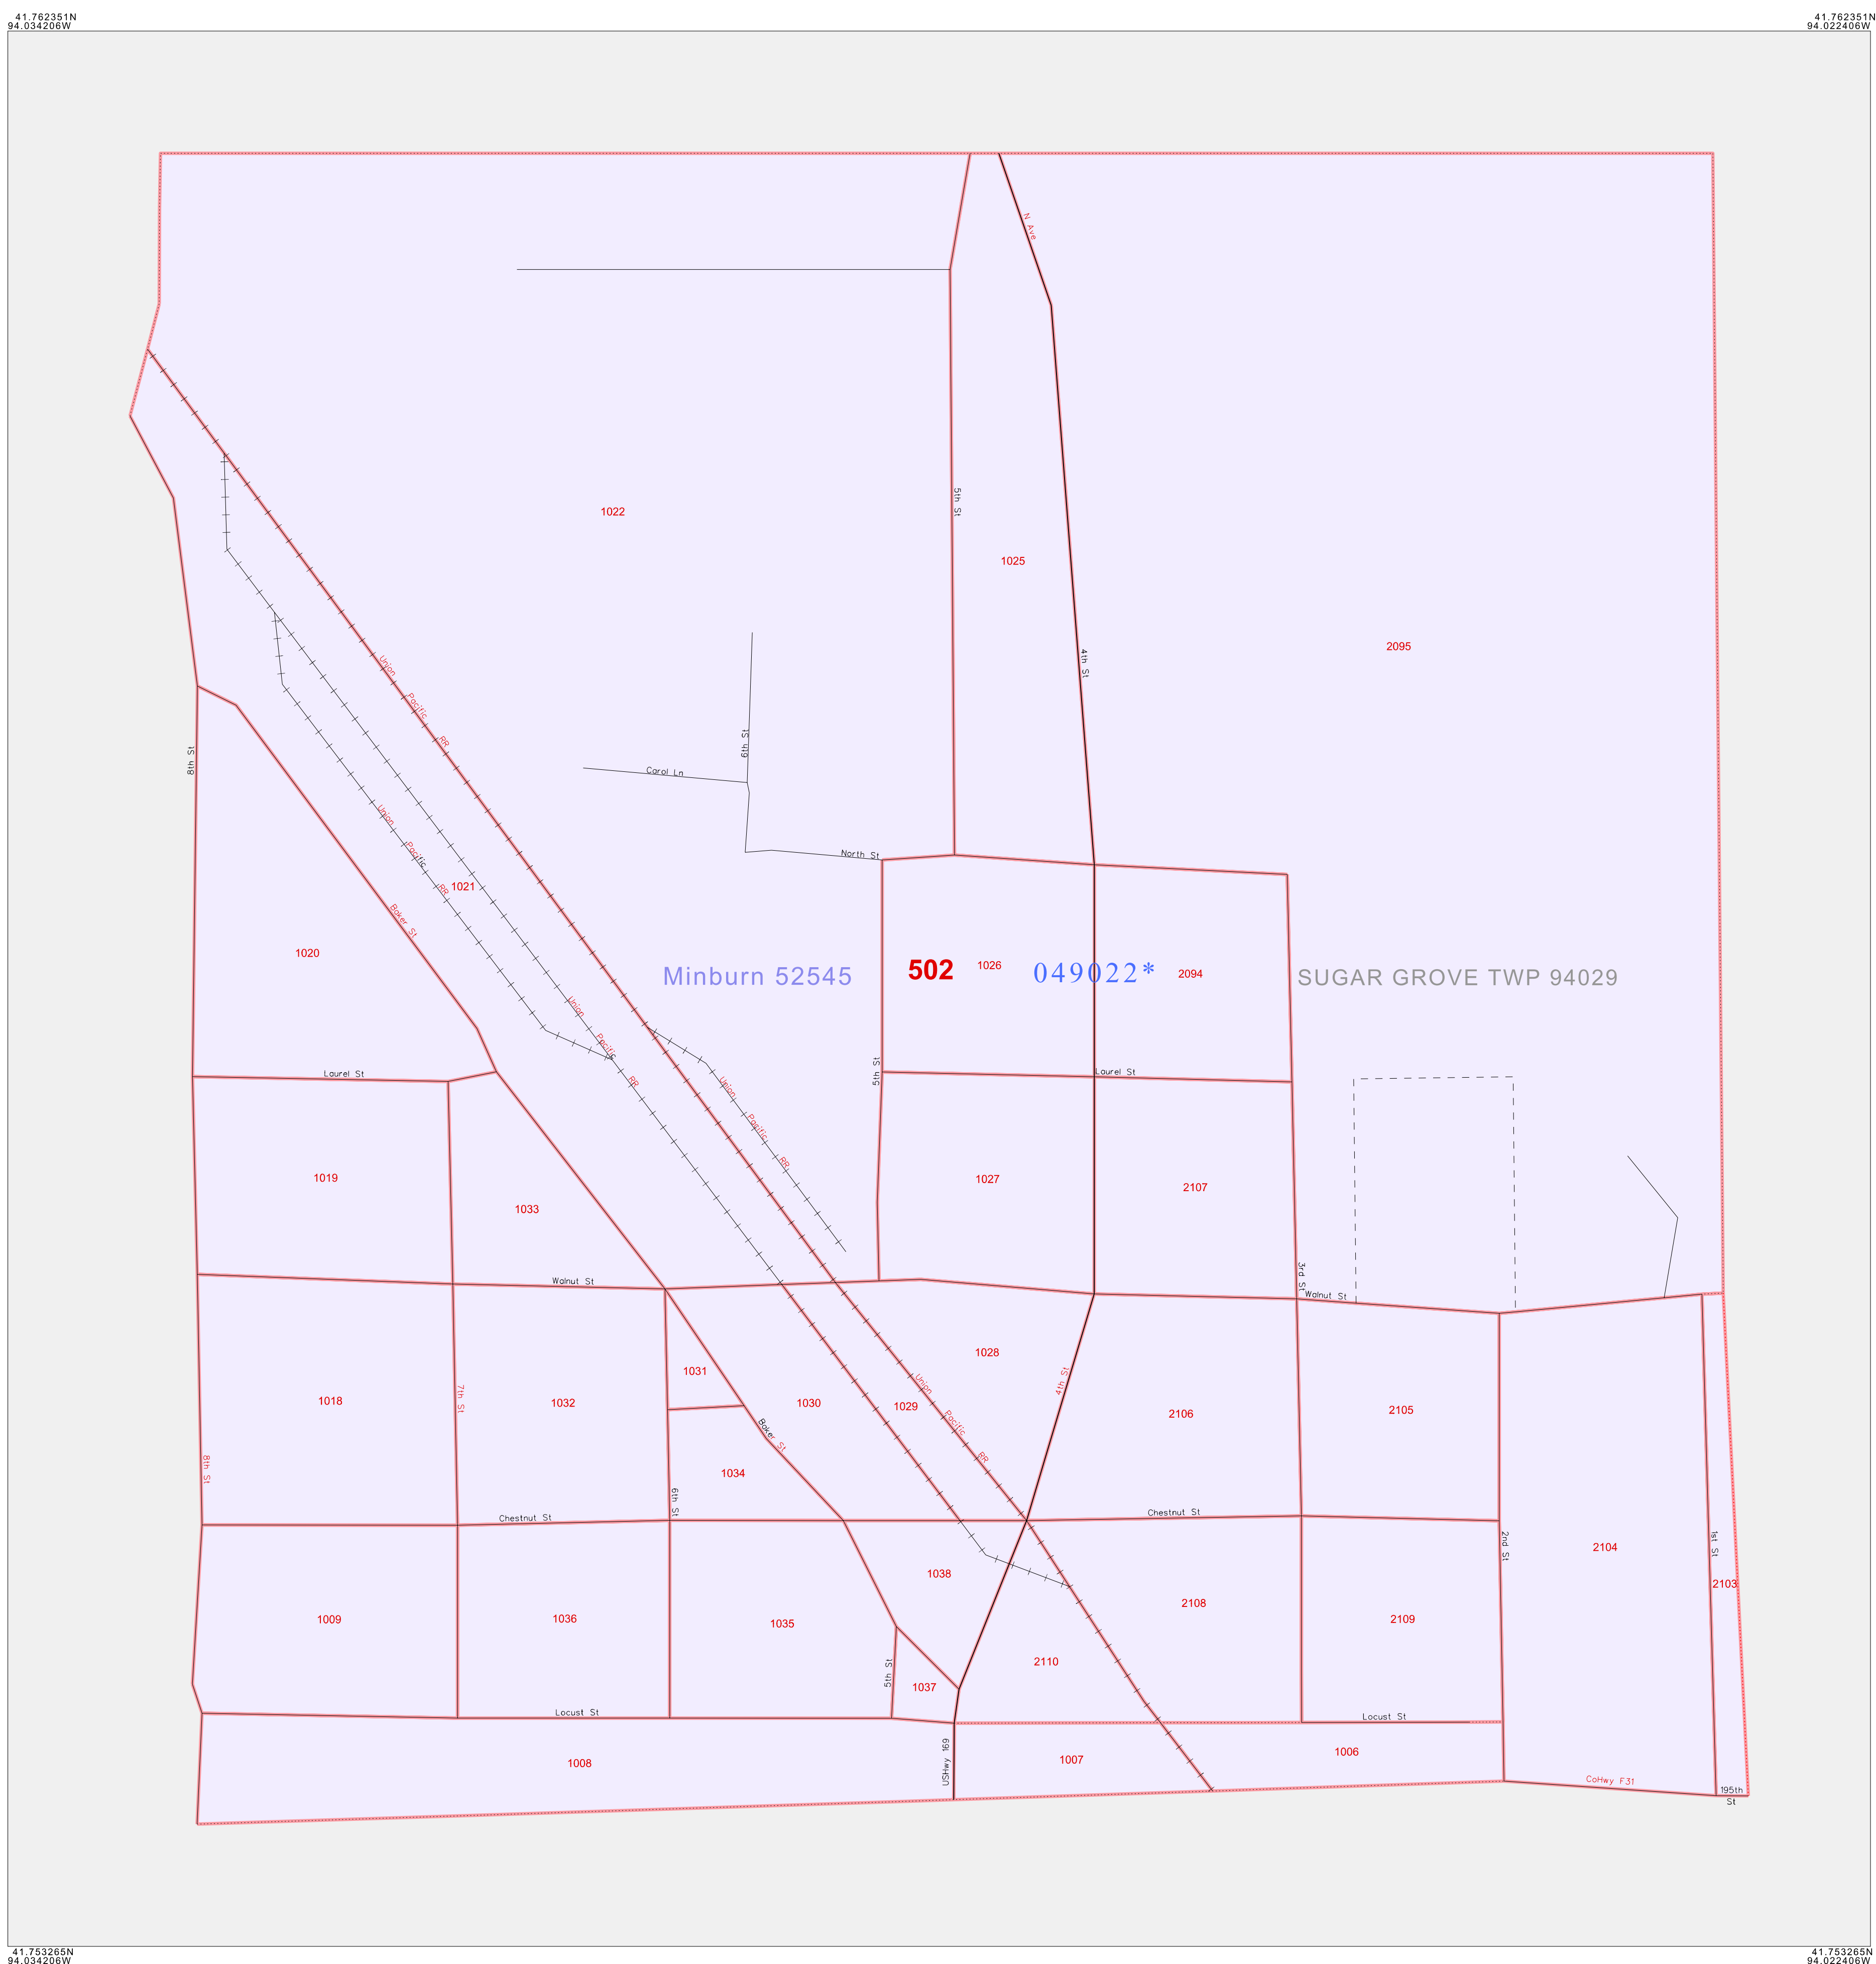 41.762351N
94.034206W
41.762351N
94.022406W
N Ave
5th St
1022
1025
4th St
2095
Union Pacific RR
8th St
6th St
Carol Ln
North St
Union Pacific RR
1021
Baker St
1020
Minburn 52545
502
1026
049022*
2094
SUGAR GROVE TWP 94029
Union Pacific RR
Laurel St
5th St
Laurel St
Union Pacific RR
1019
1033
1027
2107
Walnut St
3rd St
Walnut St
1031
1028
4th St
1018
7th St
1032
1030
1029
Union Pacific RR
2106
2105
Baker St
8th St
1034
6th St
Chestnut St
Chestnut St
2nd St
2104
1st St
2103
1038
1009
1036
1035
2108
2109
5th St
1037
2110
Locust St
Locust St
USHwy 169
1008
1007
1006
CoHwy F31
195th
St
41.753265N
94.034206W
41.753265N
94.022406W